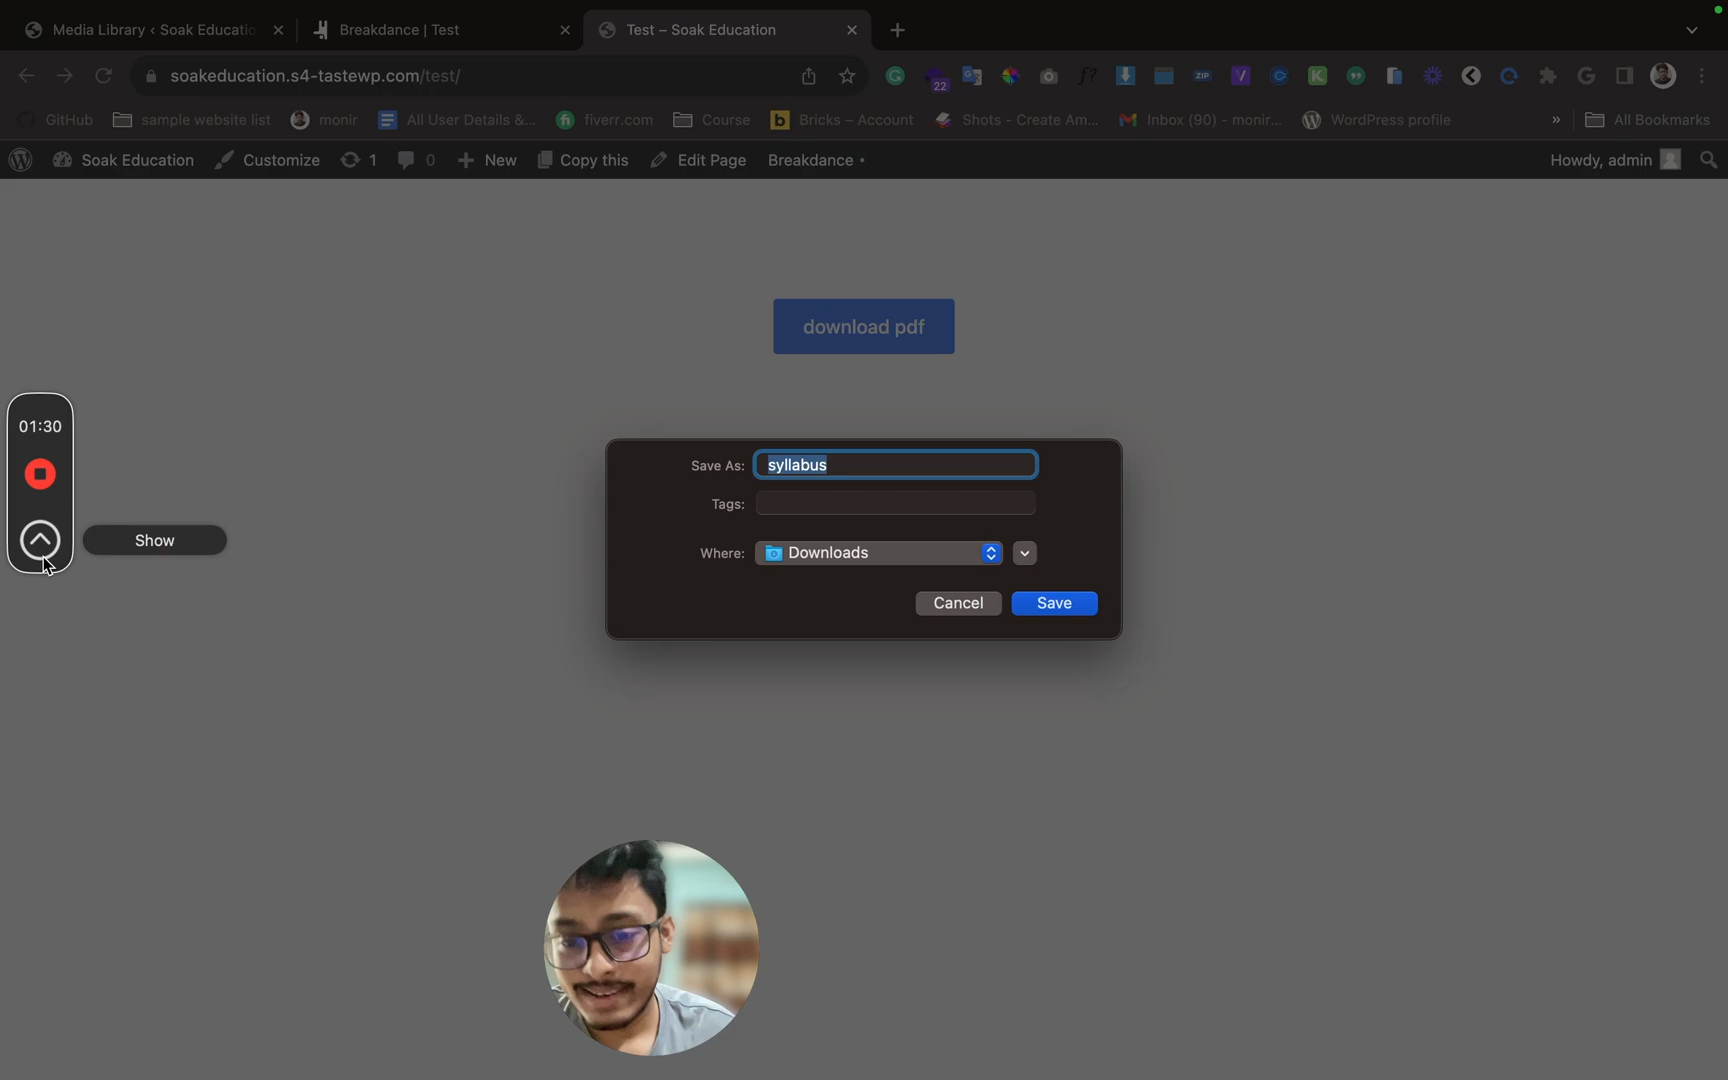 Media Library ‹ Soak Educatio
Breakdance | Test
Test – Soak Education
soakeducation.s4-tastewp.com/test/
22
ZIP
V
K
G
GitHub
sample website list
monir
All User Details &...
fiverr.com
Course
b
Bricks – Account
Shots - Create Am...
Inbox (90) - monir...
WordPress profile
»
All Bookmarks
Soak Education
Customize
1
0
New
Copy this
Edit Page
Breakdance
Howdy, admin
download pdf
01:30
Show
Save As:
syllabus
Tags:
Where:
Downloads
Cancel
Save